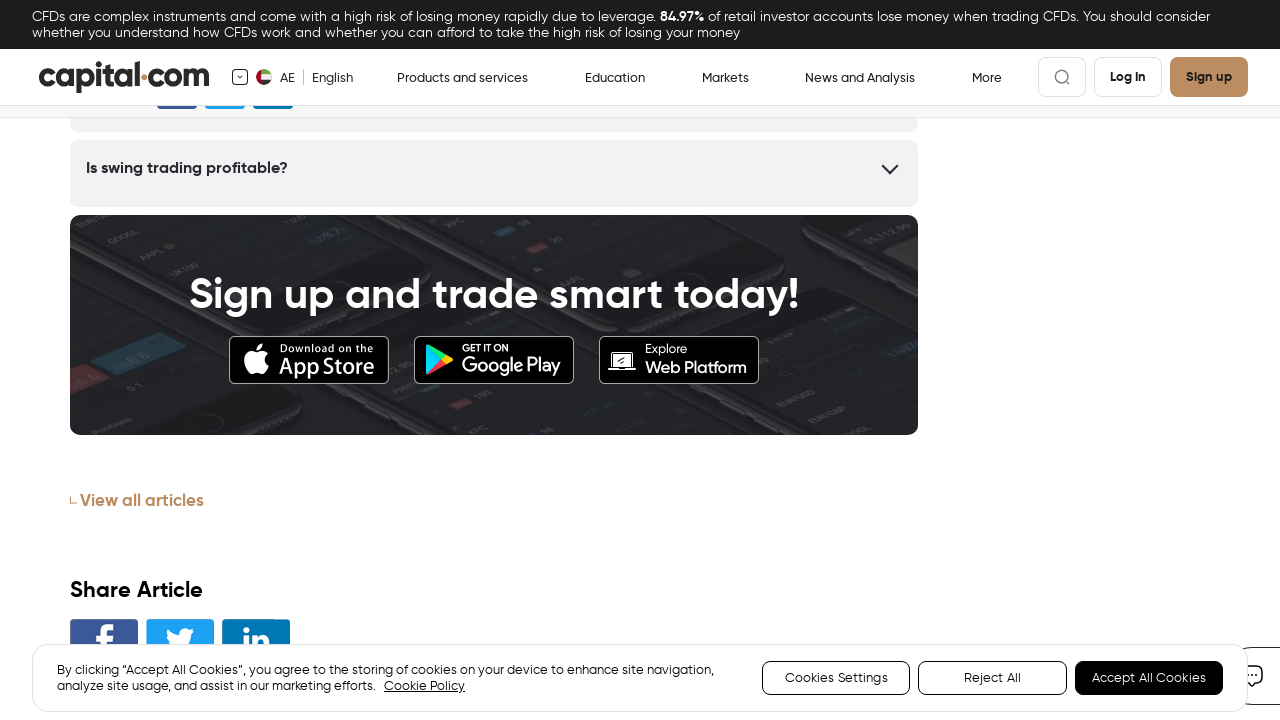 CFDs are complex instruments and come with a high risk of losing money rapidly due to leverage. 84.97% of retail investor accounts lose money when trading CFDs. You should consider
whether you understand how CFDs work and whether you can afford to take the high risk of losing your money
capital.com AE English Products and services Education Markets News and Analysis More Log In Sign up
Is swing trading profitable?
Sign up and trade smart today!
Download on the
App Store
GET IT ON
Google Play
Explore
Web Platform
View all articles
Share Article
By clicking “Accept All Cookies”, you agree to the storing of cookies on your device to enhance site navigation,
analyze site usage, and assist in our marketing efforts. Cookie Policy
Cookies Settings
Reject All
Accept All Cookies